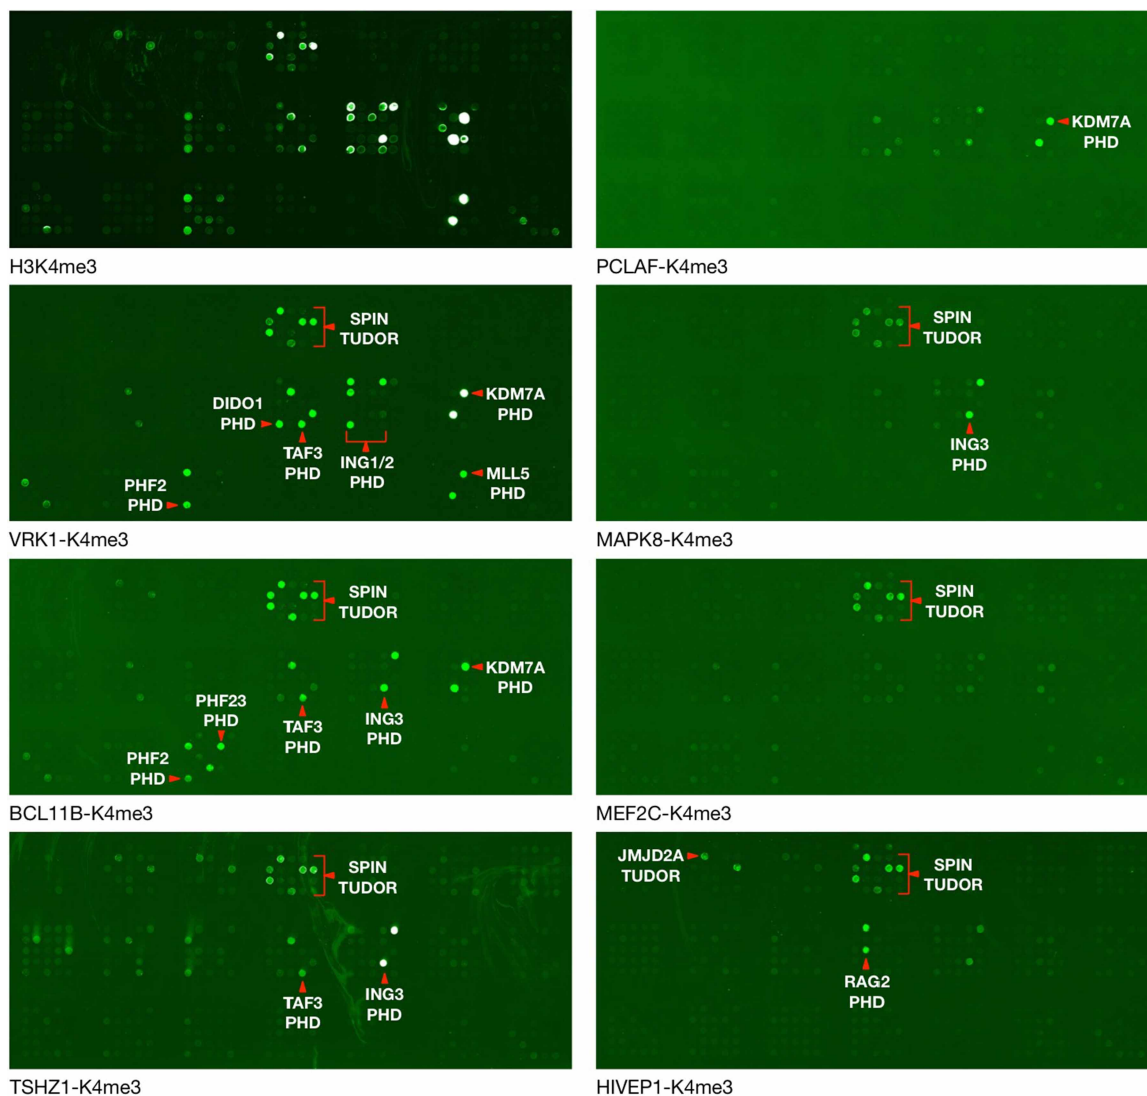 H3K4me3
KDM7A
PHD
PCLAF-K4me3
SPIN
TUDOR
DIDO1
PHD
TAF3
PHD
ING1/2
PHD
KDM7A
PHD
MLL5
PHD
PHF2
PHD
VRK1-K4me3
SPIN
TUDOR
ING3
PHD
MAPK8-K4me3
SPIN
TUDOR
KDM7A
PHD
PHF23
PHD
TAF3
PHD
ING3
PHD
PHF2
PHD
BCL11B-K4me3
SPIN
TUDOR
MEF2C-K4me3
SPIN
TUDOR
TAF3
PHD
ING3
PHD
TSHZ1-K4me3
JMJD2A
TUDOR
SPIN
TUDOR
RAG2
PHD
HIVEP1-K4me3